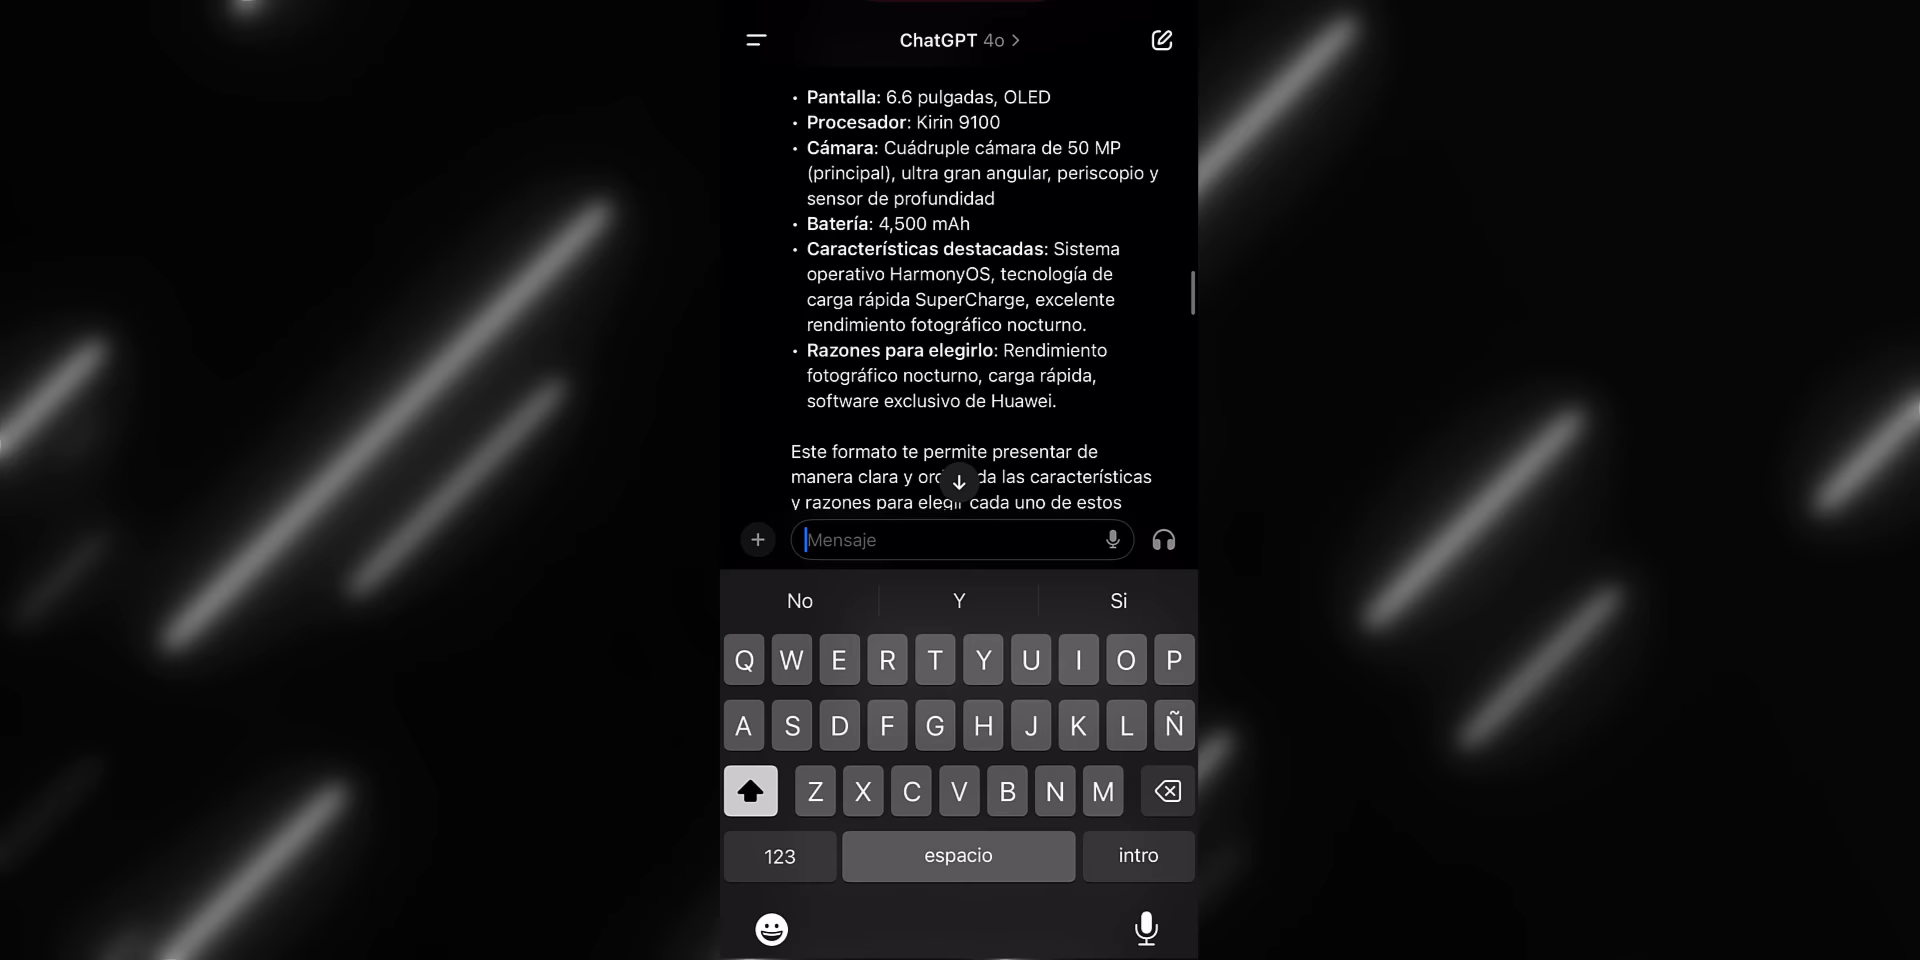 ChatGPT 4o >
• Pantalla: 6.6 pulgadas, OLED
• Procesador: Kirin 9100
• Cámara: Cuádruple cámara de 50 MP
(principal), ultra gran angular, periscopio y
sensor de profundidad
• Batería: 4,500 mAh
• Características destacadas: Sistema
operativo HarmonyOS, tecnología de
carga rápida SuperCharge, excelente
rendimiento fotográfico nocturno.
• Razones para elegirlo: Rendimiento
fotográfico nocturno, carga rápida,
software exclusivo de Huawei.
Este formato te permite presentar de
manera clara y las características
y razones para elegir cada uno de estos
Mensaje
No Y Si
Q W E R T Y U I O P
A S D F G H J K L Ñ
Z X C V B N M
123 espacio intro